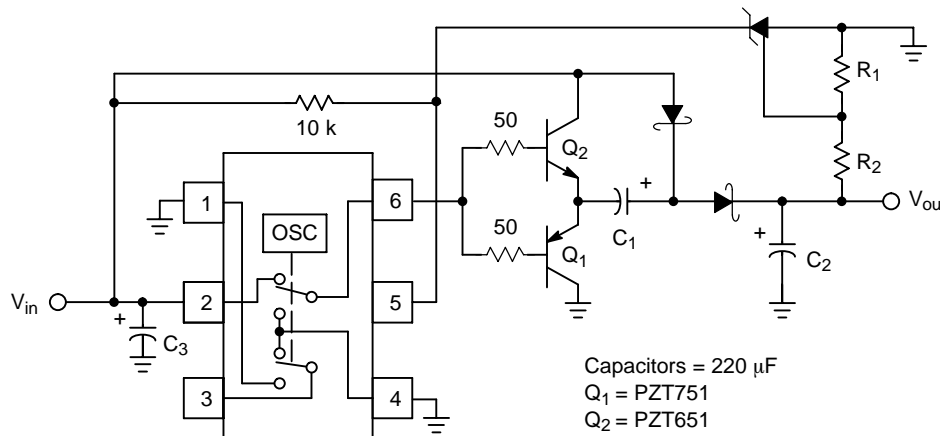 R1
10 k
50
Q2
R2
1
6
OSC
Vou
C1
+
50
Q1
+
C2
Vin
2
5
+
C3
3
4
Capacitors = 220 μF
Q1 = PZT751
Q2 = PZT651